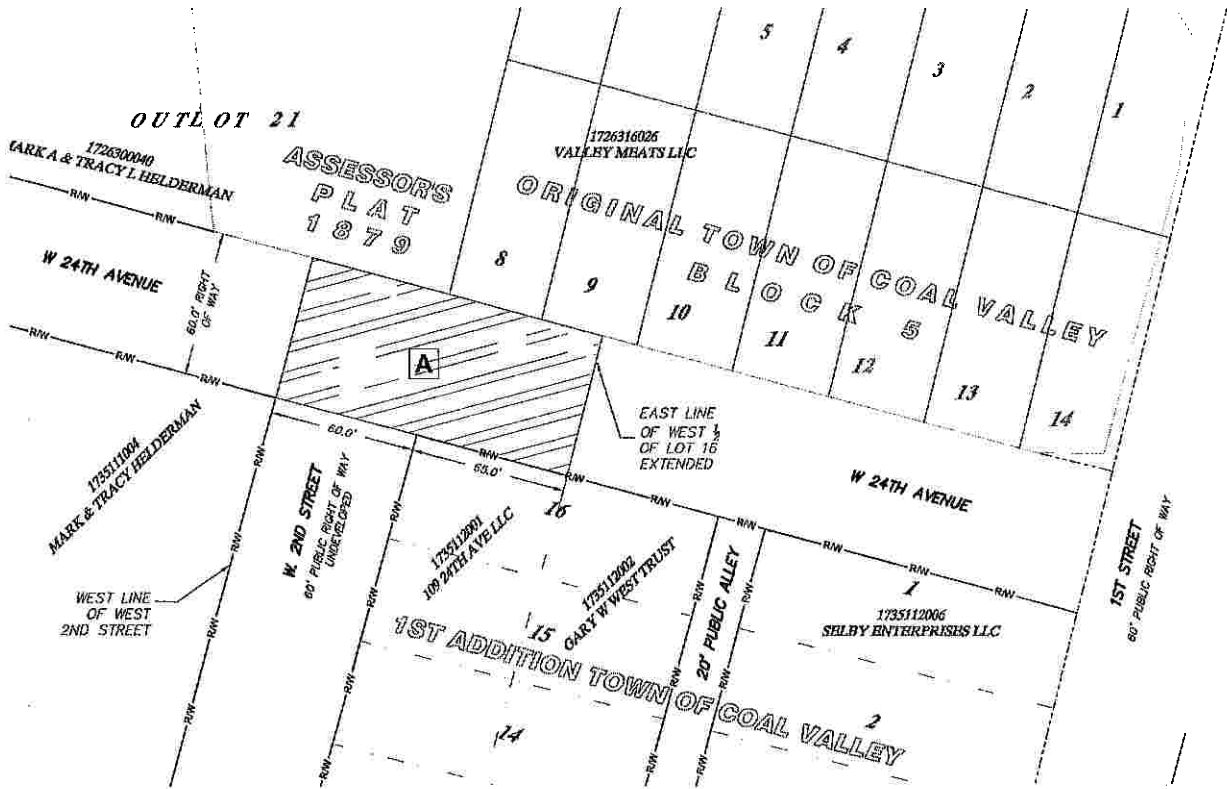 5
4
3
2
1
OUTLOT 21
1726300040
MARK A & TRACY L HELDERMAN
ASSESSOR'S
PLAT
1879
1726316026
VALLEY MEATS LLC
ORIGINAL TOWN OF COAL VALLEY
BLOCK 5
8
9
10
11
12
13
14
R/W
R/W
W 24TH AVENUE
60.0' RIGHT
OF WAY
R/W
R/W
R/W
A
EAST LINE
OF WEST ½
OF LOT 16
EXTENDED
60.0'
65.0'
R/W
R/W
R/W
R/W
R/W
R/W
R/W
W 24TH AVENUE
1735111004
MARK & TRACY HELDERMAN
W. 2ND STREET
60' PUBLIC RIGHT OF WAY
UNDEVELOPED
1735112001
109 24TH AVE LLC
16
1735112002
GARY W WEST TRUST
15
14
20' PUBLIC ALLEY
1
1735112006
SELBY ENTERPRISES LLC
2
1ST STREET
60' PUBLIC RIGHT OF WAY
WEST LINE
OF WEST
2ND STREET
1ST ADDITION TOWN OF COAL VALLEY
R/W
R/W
R/W
R/W
R/W
R/W
R/W
R/W
R/W
R/W
R/W
R/W
R/W